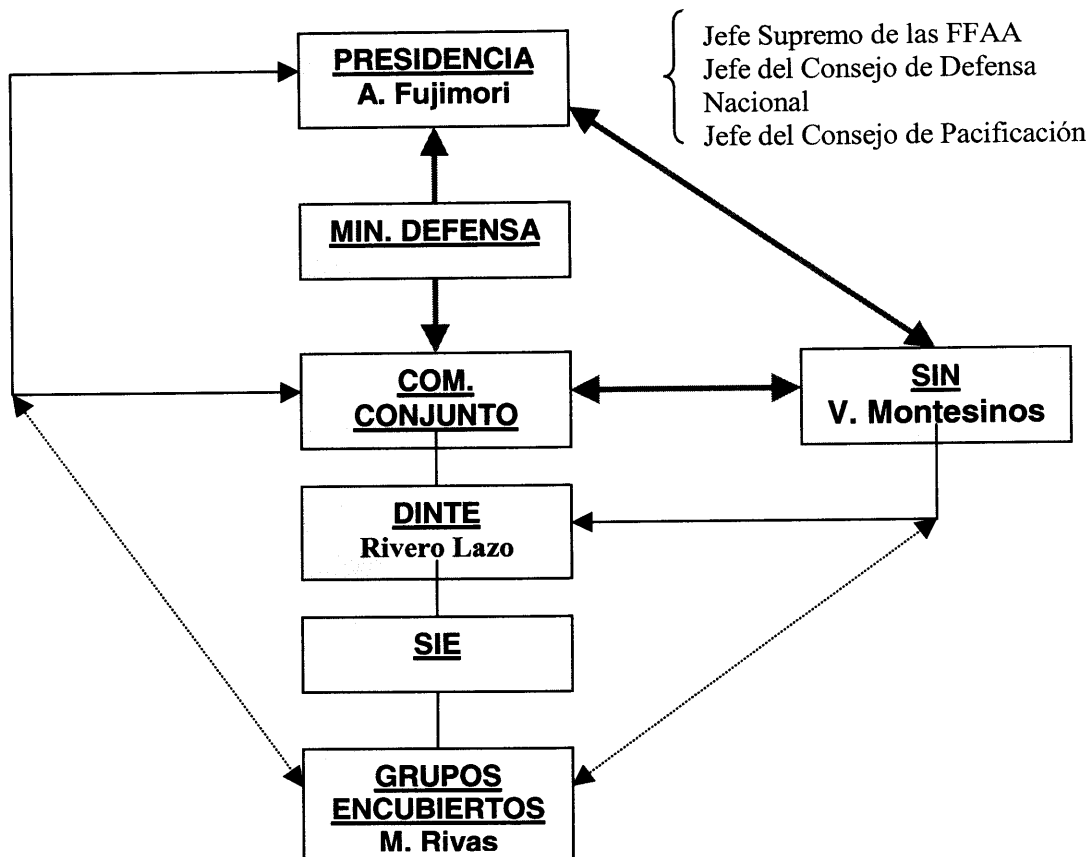 PRESIDENCIA
A. Fujimori
Jefe Supremo de las FFAA
Jefe del Consejo de Defensa
Nacional
Jefe del Consejo de Pacificación
MIN. DEFENSA
COM.
CONJUNTO
SIN
V. Montesinos
DINTE
Rivero Lazo
SIE
GRUPOS
ENCUBIERTOS
M. Rivas